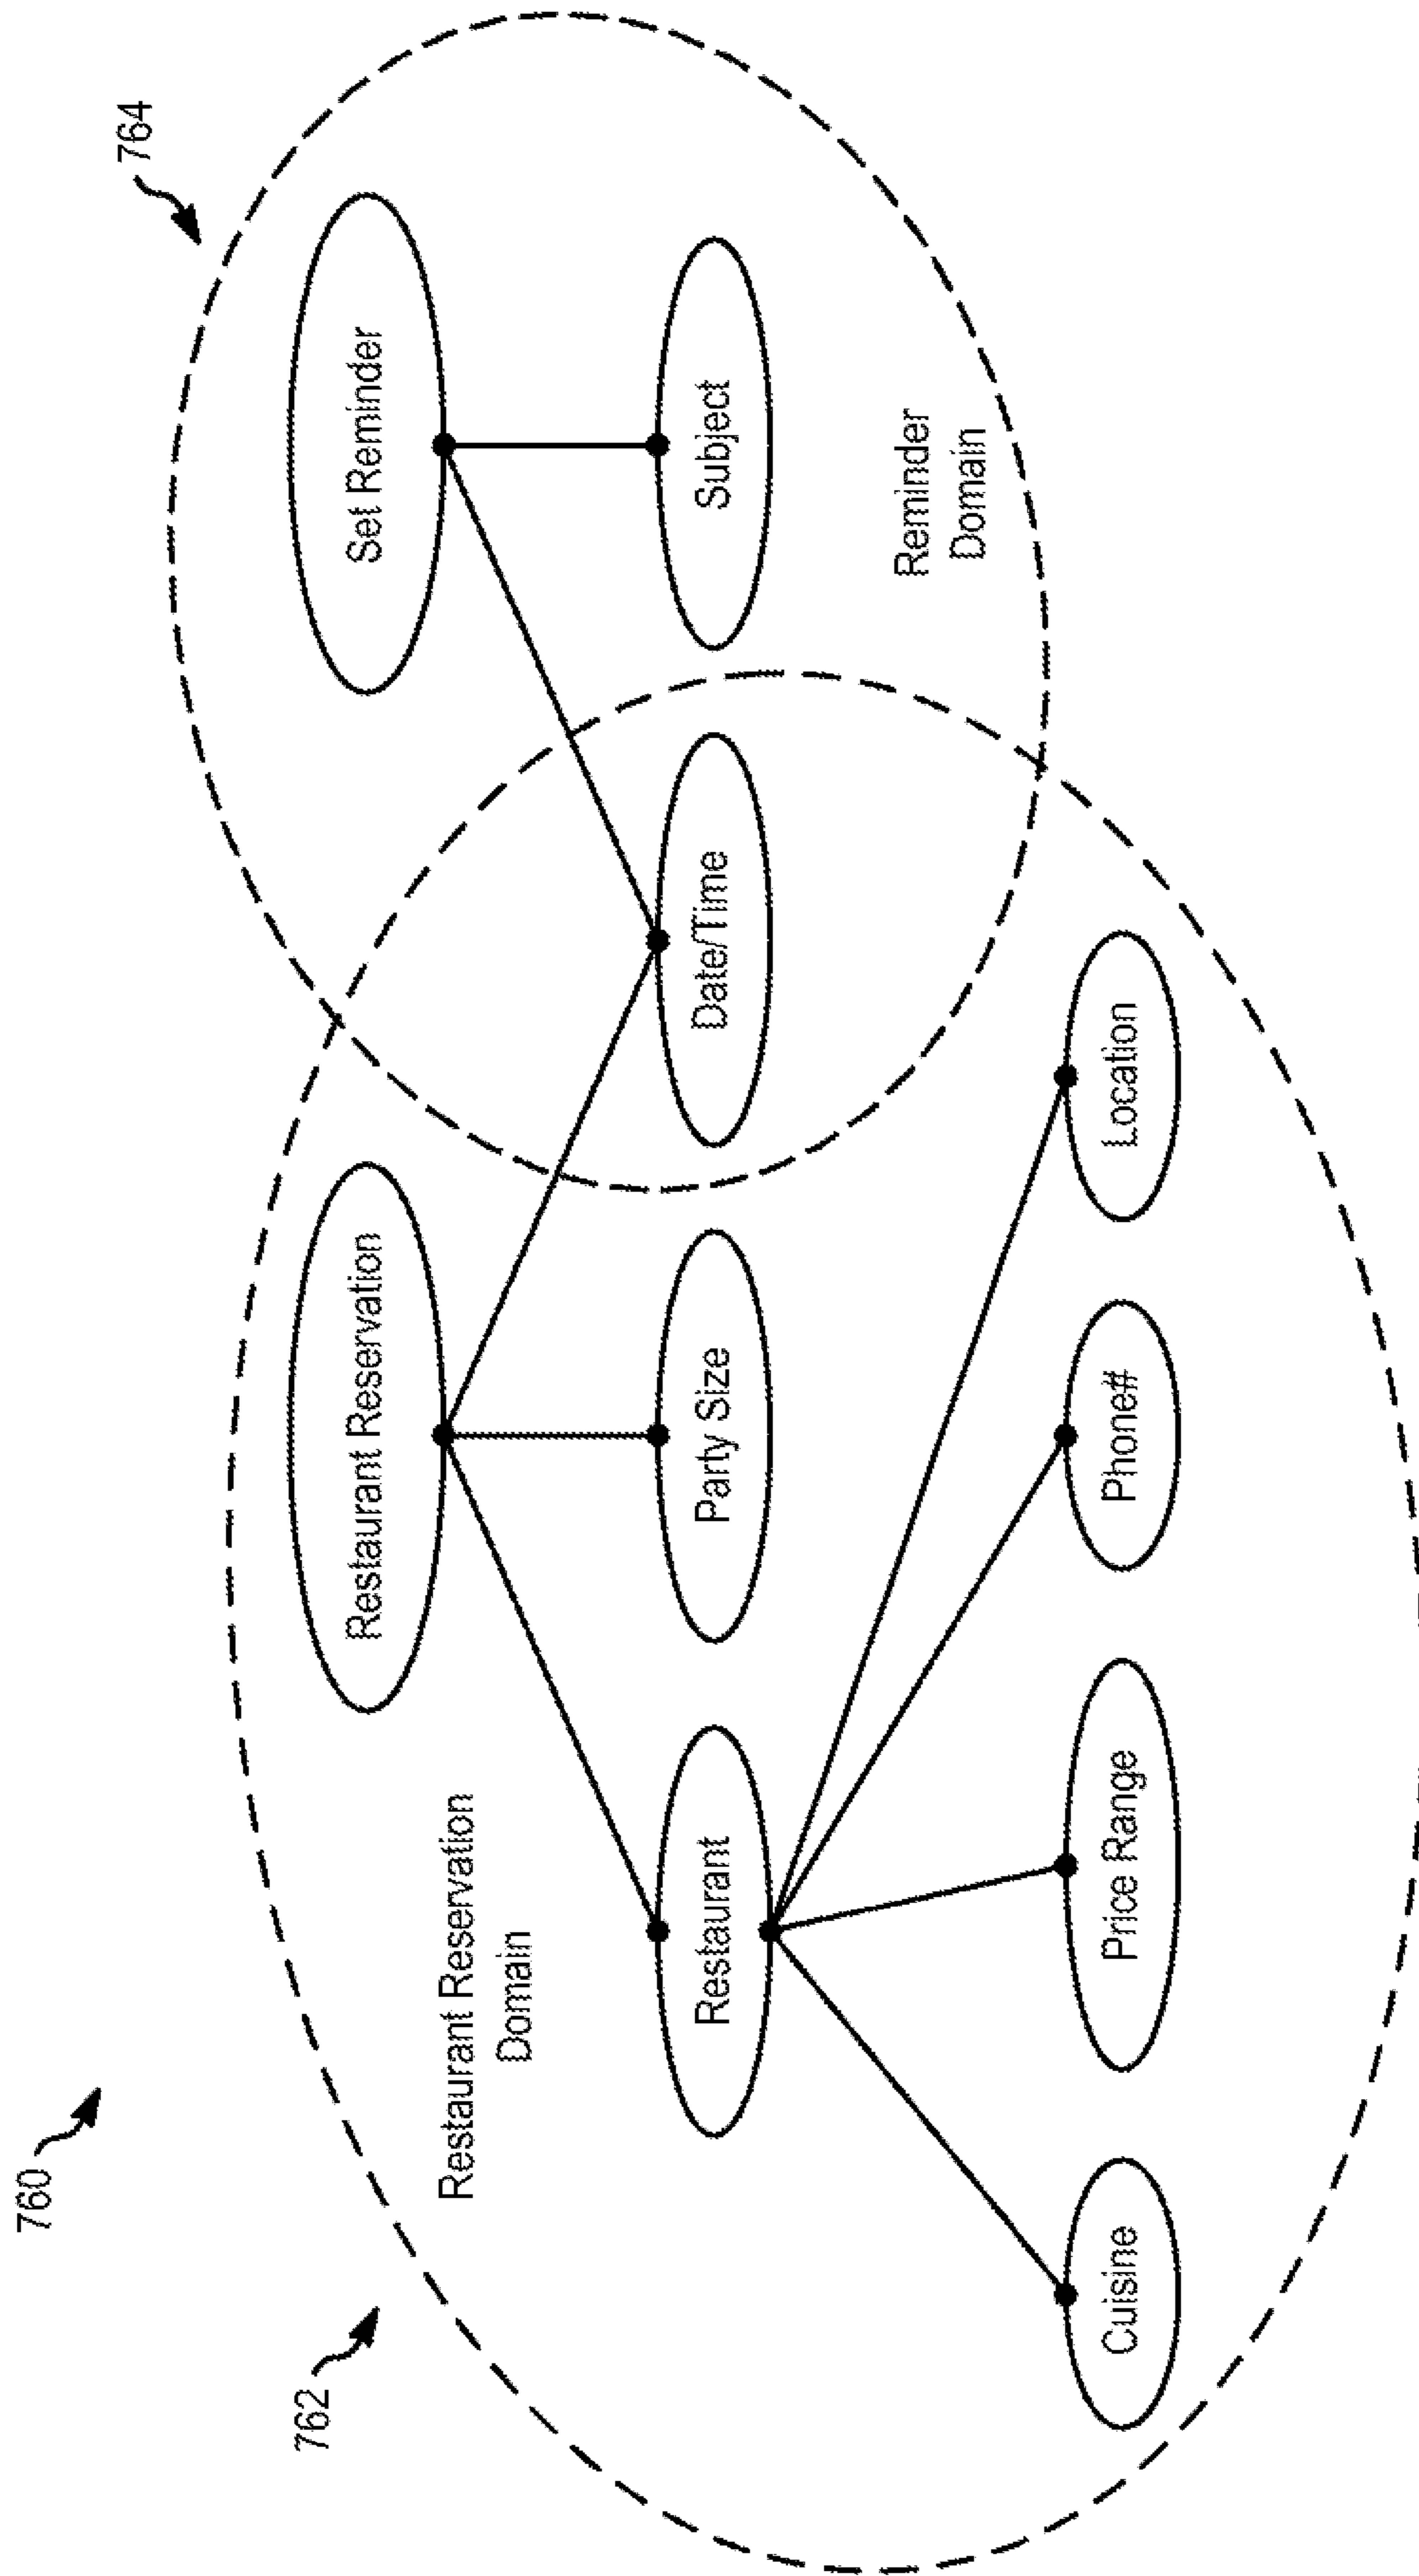 760
762
764
Restaurant Reservation
Set Reminder
Restaurant Reservation
Domain
Restaurant
Party Size
Date/Time
Subject
Reminder
Domain
Cuisine
Price Range
Phone#
Location